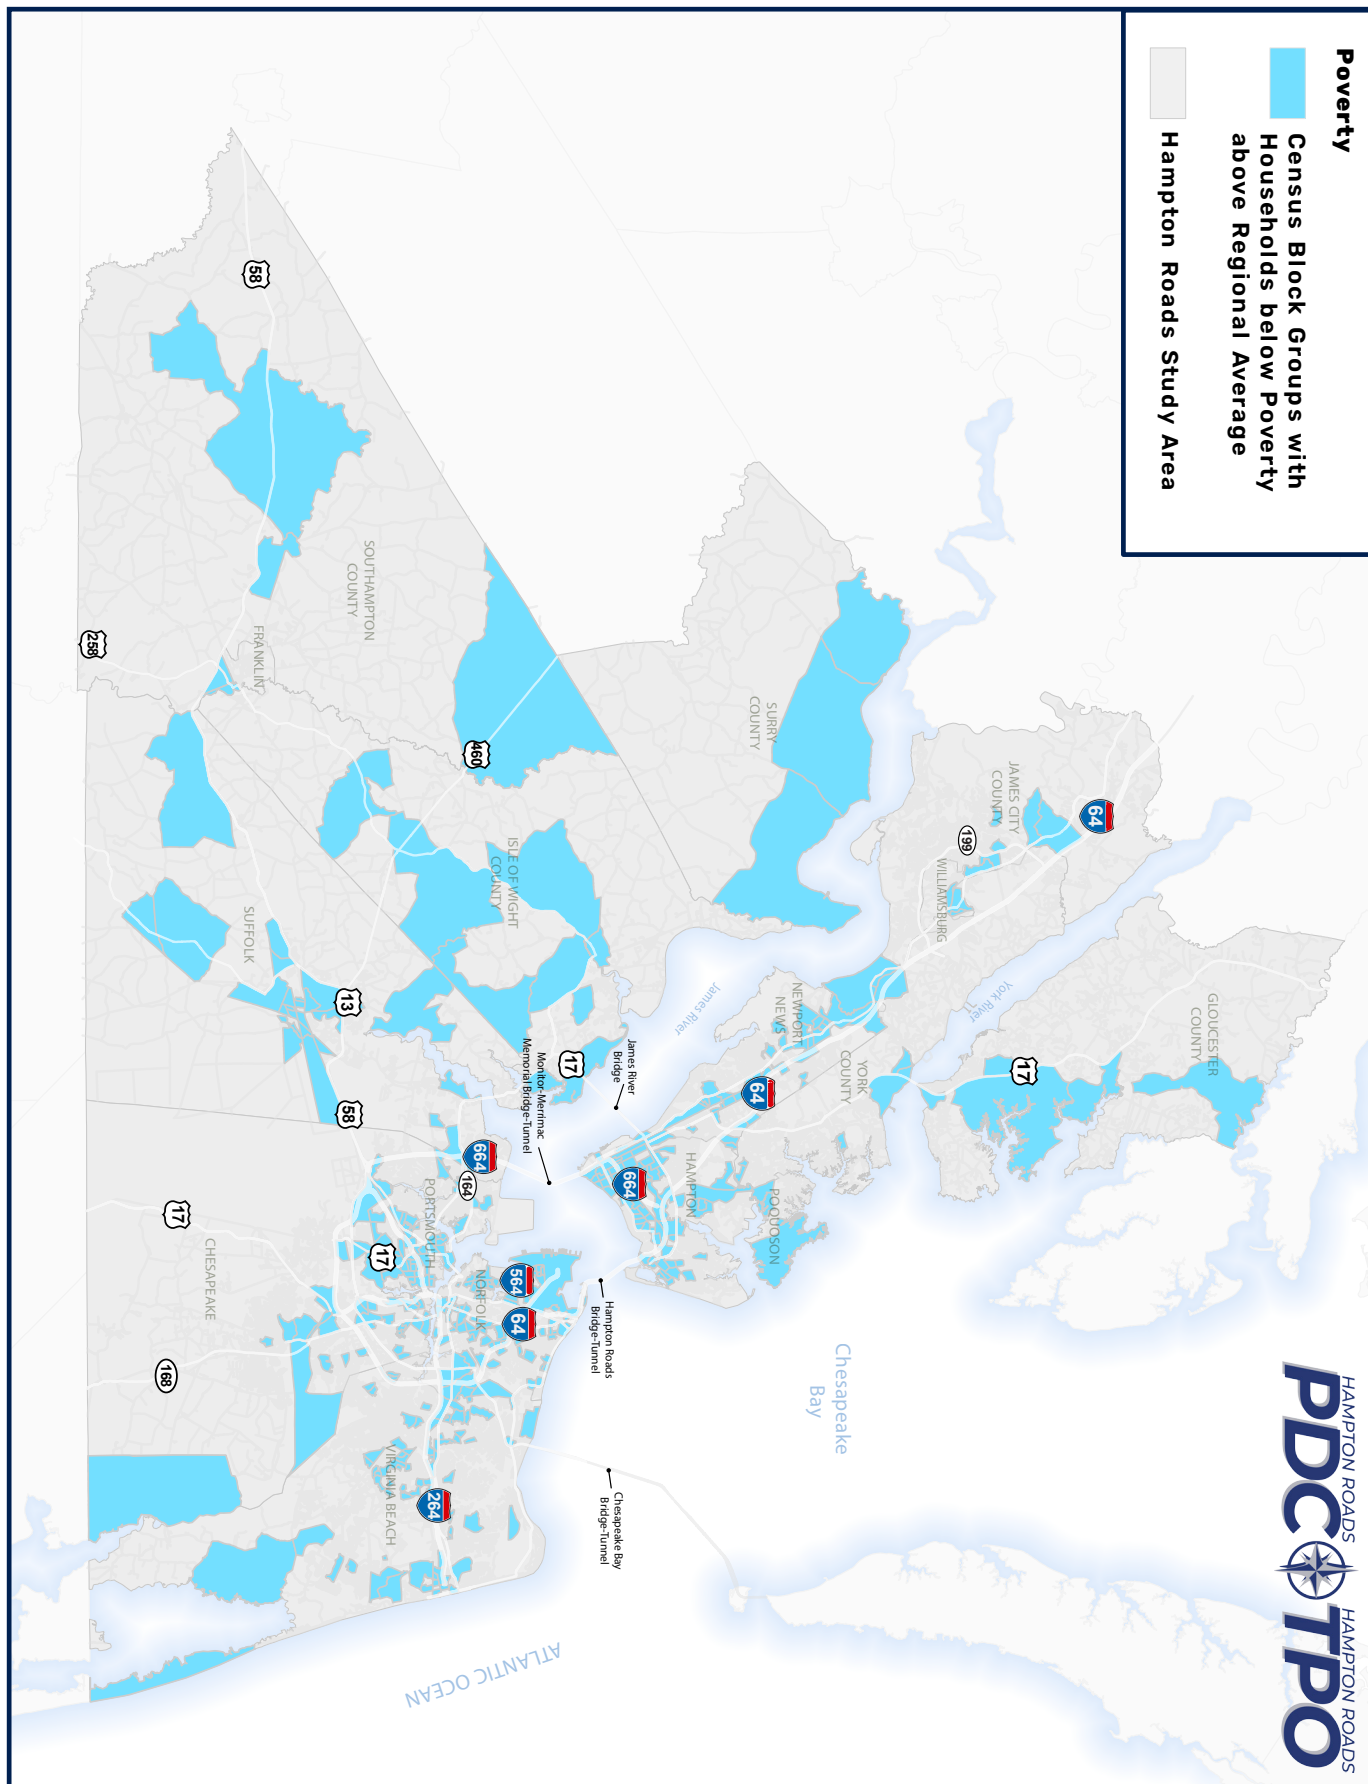 Poverty
Census Block Groups with
Households below Poverty
above Regional Average
Hampton Roads Study Area
HAMPTON ROADS
PDC
HAMPTON ROADS
TPO
58
258
460
SOUTHAMPTON
COUNTY
FRANKLIN
SURRY
COUNTY
JAMES CITY
COUNTY
64
199
WILLIAMSBURG
ISLE OF WIGHT
COUNTY
SUFFOLK
13
58
GLOUCESTER
COUNTY
17
York River
YORK
COUNTY
NEWPORT
NEWS
James River
64
James River
Bridge
17
Monitor-Merrimac
Memorial Bridge-Tunnel
664
164
664
HAMPTON
POQUOSON
PORTSMOUTH
17
17
CHESAPEAKE
168
NORFOLK
564
64
Hampton Roads
Bridge-Tunnel
Chesapeake
Bay
Chesapeake Bay
Bridge-Tunnel
VIRGINIA BEACH
264
ATLANTIC OCEAN